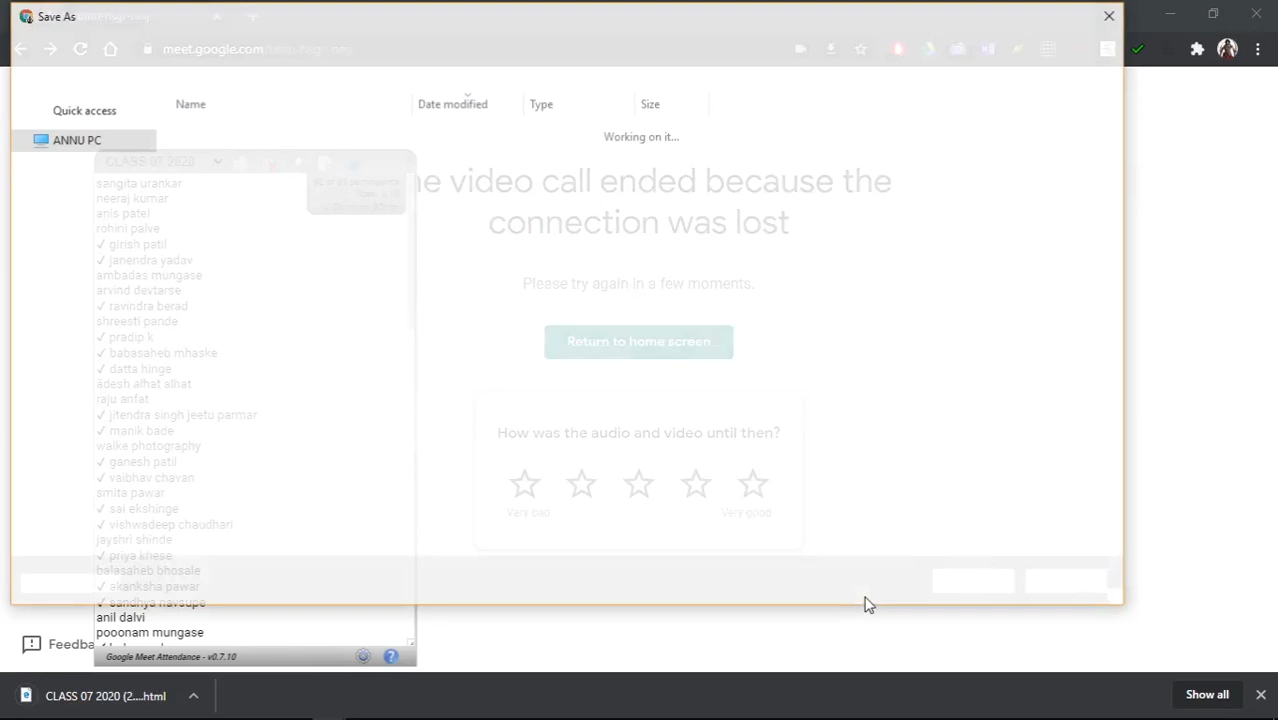 Save As
meet.google.com
Quick access
Name
Date modified
Type
Size
ANNU PC
Working on it...
CLASS 07 2020
sangita urankar
neeraj kumar
anis patel
rohini palve
✓ girish patil
✓ janendra yadav
ambadas mungase
arvind devtarse
✓ ravindra berad
shreesti pande
✓ pradip k
✓ babasaheb mhaske
✓ datta hinge
ādesh alhat alhat
raju anfat
✓ jitendra singh jeetu parmar
✓ manik bade
walke photography
✓ ganesh patil
✓ vaibhav chavan
smita pawar
✓ sai ekshinge
✓ vishwadeep chaudhari
jayshri shinde
✓ priya khese
balasaheb bhosale
✓ akanksha pawar
✓ sandhya navsupe
anil dalvi
pooonam mungase
Google Meet Attendance - v0.7.10
he video call ended because the
connection was lost
Please try again in a few moments.
Return to home screen
How was the audio and video until then?
Very bad
Very good
Feedba
CLASS 07 2020 (2....html
Show all